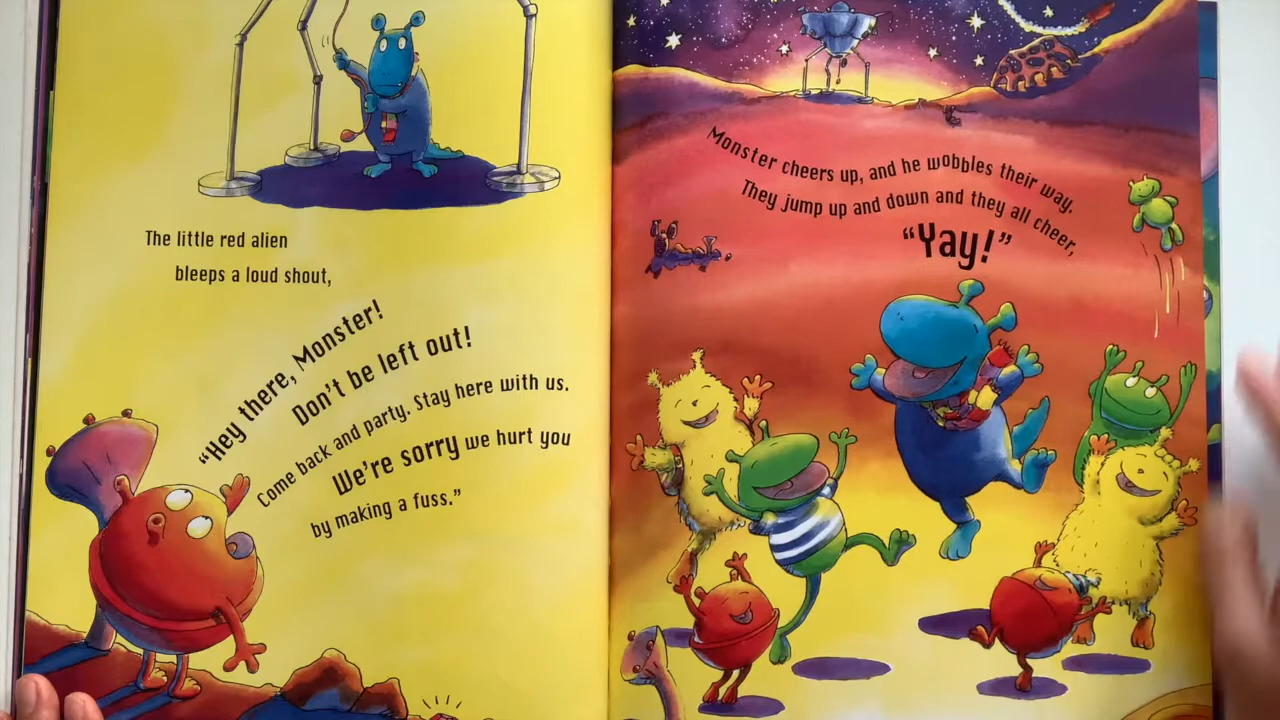 The little red alien
bleeps a loud shout,
“Hey there, Monster!
Don’t be left out!
Come back and party. Stay here with us.
We’re sorry we hurt you
by making a fuss.”
Monster cheers up, and he wobbles their way.
They jump up and down and they all cheer,
“Yay!”